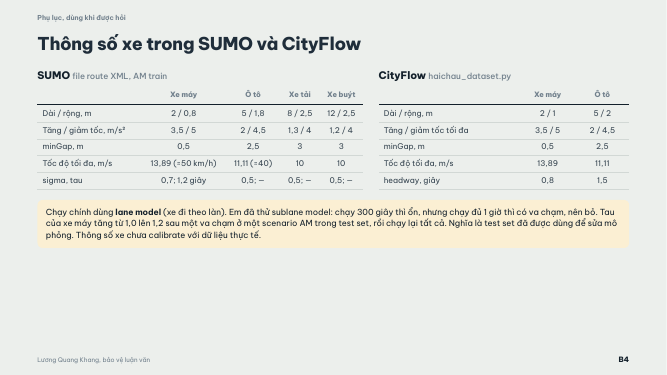 Phụ lục, dùng khi được hỏi
Thông số xe trong SUMO và CityFlow
SUMO file route XML, AM train
Xe máy Ô tô Xe tải Xe buýt
Dài / rộng, m 2 / 0,8 5 / 1,8 8 / 2,5 12 / 2,5
Tăng / giảm tốc, m/s² 3,5 / 5 2 / 4,5 1,3 / 4 1,2 / 4
minGap, m 0,5 2,5 3 3
Tốc độ tối đa, m/s 13,89 (=50 km/h) 11,11 (=40) 10 10
sigma, tau 0,7; 1,2 giây 0,5; — 0,5; — 0,5; —
CityFlow haichau_dataset.py
Xe máy Ô tô
Dài / rộng, m 2 / 1 5 / 2
Tăng / giảm tốc tối đa 3,5 / 5 2 / 4,5
minGap, m 0,5 2,5
Tốc độ tối đa, m/s 13,89 11,11
headway, giây 0,8 1,5
Chạy chính dùng lane model (xe đi theo làn). Em đã thử sublane model: chạy 300 giây thì ổn, nhưng chạy đủ 1 giờ thì có va chạm, nên bỏ. Tau
của xe máy tăng từ 1,0 lên 1,2 sau một va chạm ở một scenario AM trong test set, rồi chạy lại tất cả. Nghĩa là test set đã được dùng để sửa mô
phỏng. Thông số xe chưa calibrate với dữ liệu thực tế.
Lương Quang Khang, bảo vệ luận văn
B4